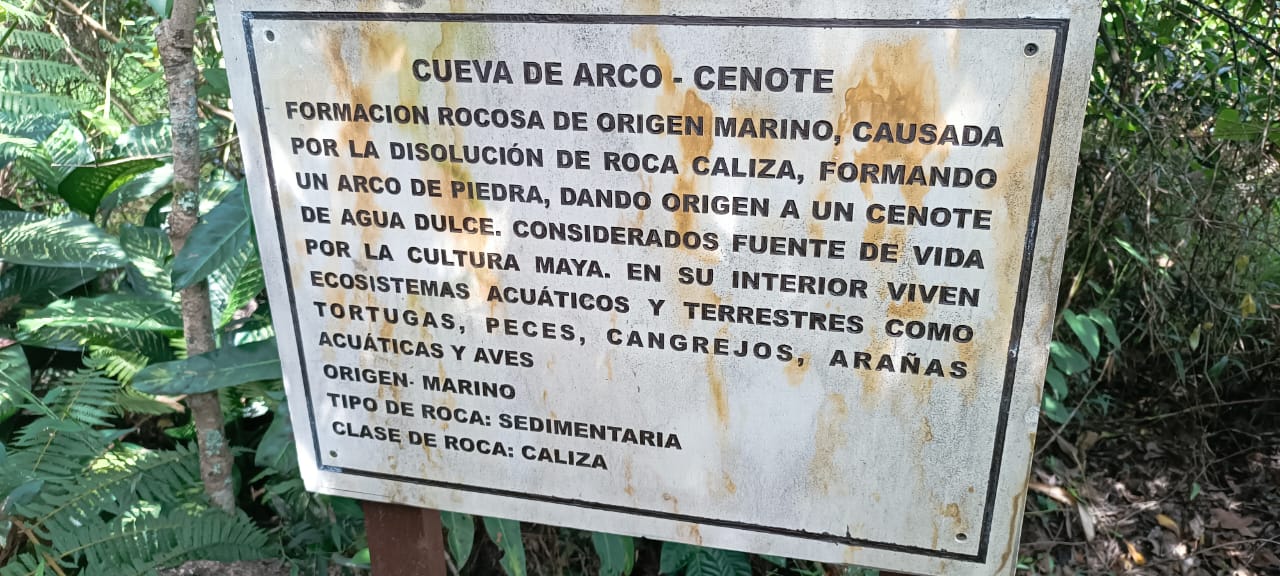 CUEVA DE ARCO - CENOTE
FORMACION ROCOSA DE ORIGEN MARINO, CAUSADA
POR LA DISOLUCIÓN DE ROCA CALIZA, FORMANDO
UN ARCO DE PIEDRA, DANDO ORIGEN A UN CENOTE
DE AGUA DULCE. CONSIDERADOS FUENTE DE VIDA
POR LA CULTURA MAYA. EN SU INTERIOR VIVEN
ECOSISTEMAS ACUÁTICOS Y TERRESTRES COMO
TORTUGAS, PECES, CANGREJOS, ARAÑAS
ACUÁTICAS Y AVES
ORIGEN· MARINO
TIPO DE ROCA: SEDIMENTARIA
CLASE DE ROCA: CALIZA